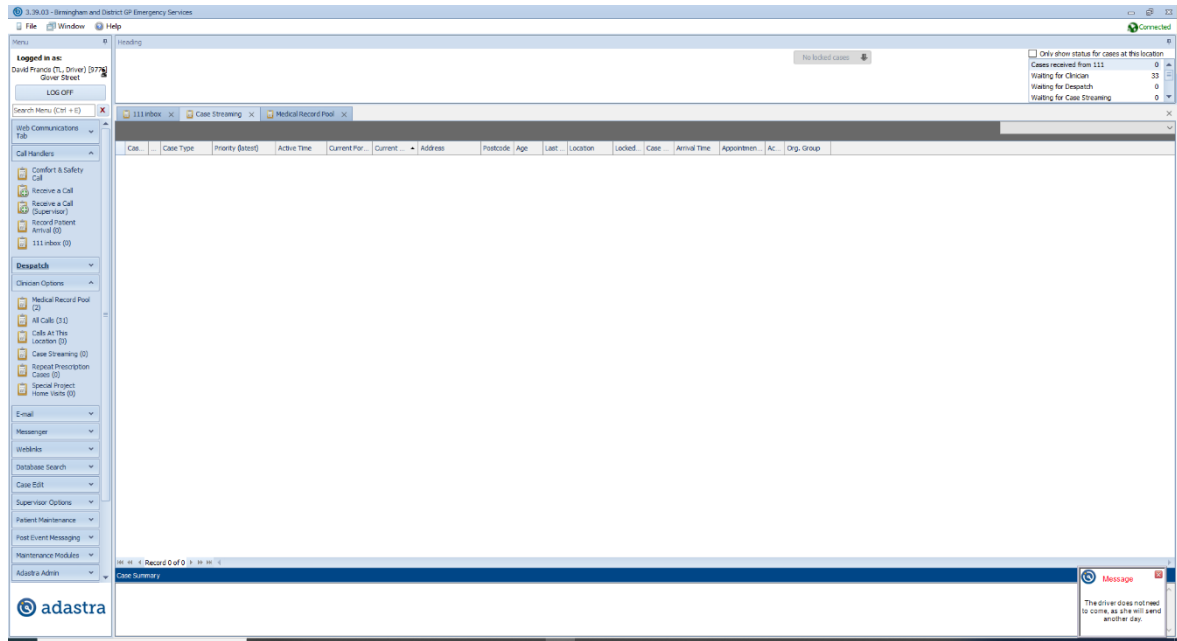 3.39.03 - Birmingham and District GP Emergency Services
File Window Help
Connected
Menu
Heading
Logged in as:
David Francis (TL, Driver)
Glover Street
LOG OFF
Search Menu (Ctrl + E)
No locked cases
Only show status for cases at this location
Cases received from 111 0
Waiting for Clinician 33
Waiting for Despatch 0
Waiting for Case Streaming 0
111 inbox
Case Streaming
Medical Record Pool
Cas... ... Case Type Priority (latest) Active Time Current For... Current ... Address Postcode Age Last ... Location Locked... Case ... Arrival Time Appointmen... Ac... Org. Group
Web Communications
Tab
Call Handlers
Comfort & Safety
Call
Receive a Call
Receive a Call
(Supervisor)
Record Patient
Arrival (0)
111 inbox (0)
Despatch
Clinician Options
Medical Record Pool
(2)
All Calls (31)
Calls At This
Location (0)
Case Streaming (0)
Repeat Prescription
Cases (0)
Special Project
Home Visits (0)
E-mail
Messenger
Weblinks
Database Search
Case Edit
Supervisor Options
Patient Maintenance
Post Event Messaging
Maintenance Modules
Adastra Admin
adastra
Record 0 of 0
Case Summary
Message
The driver does not need
to come, as she will send
another day.